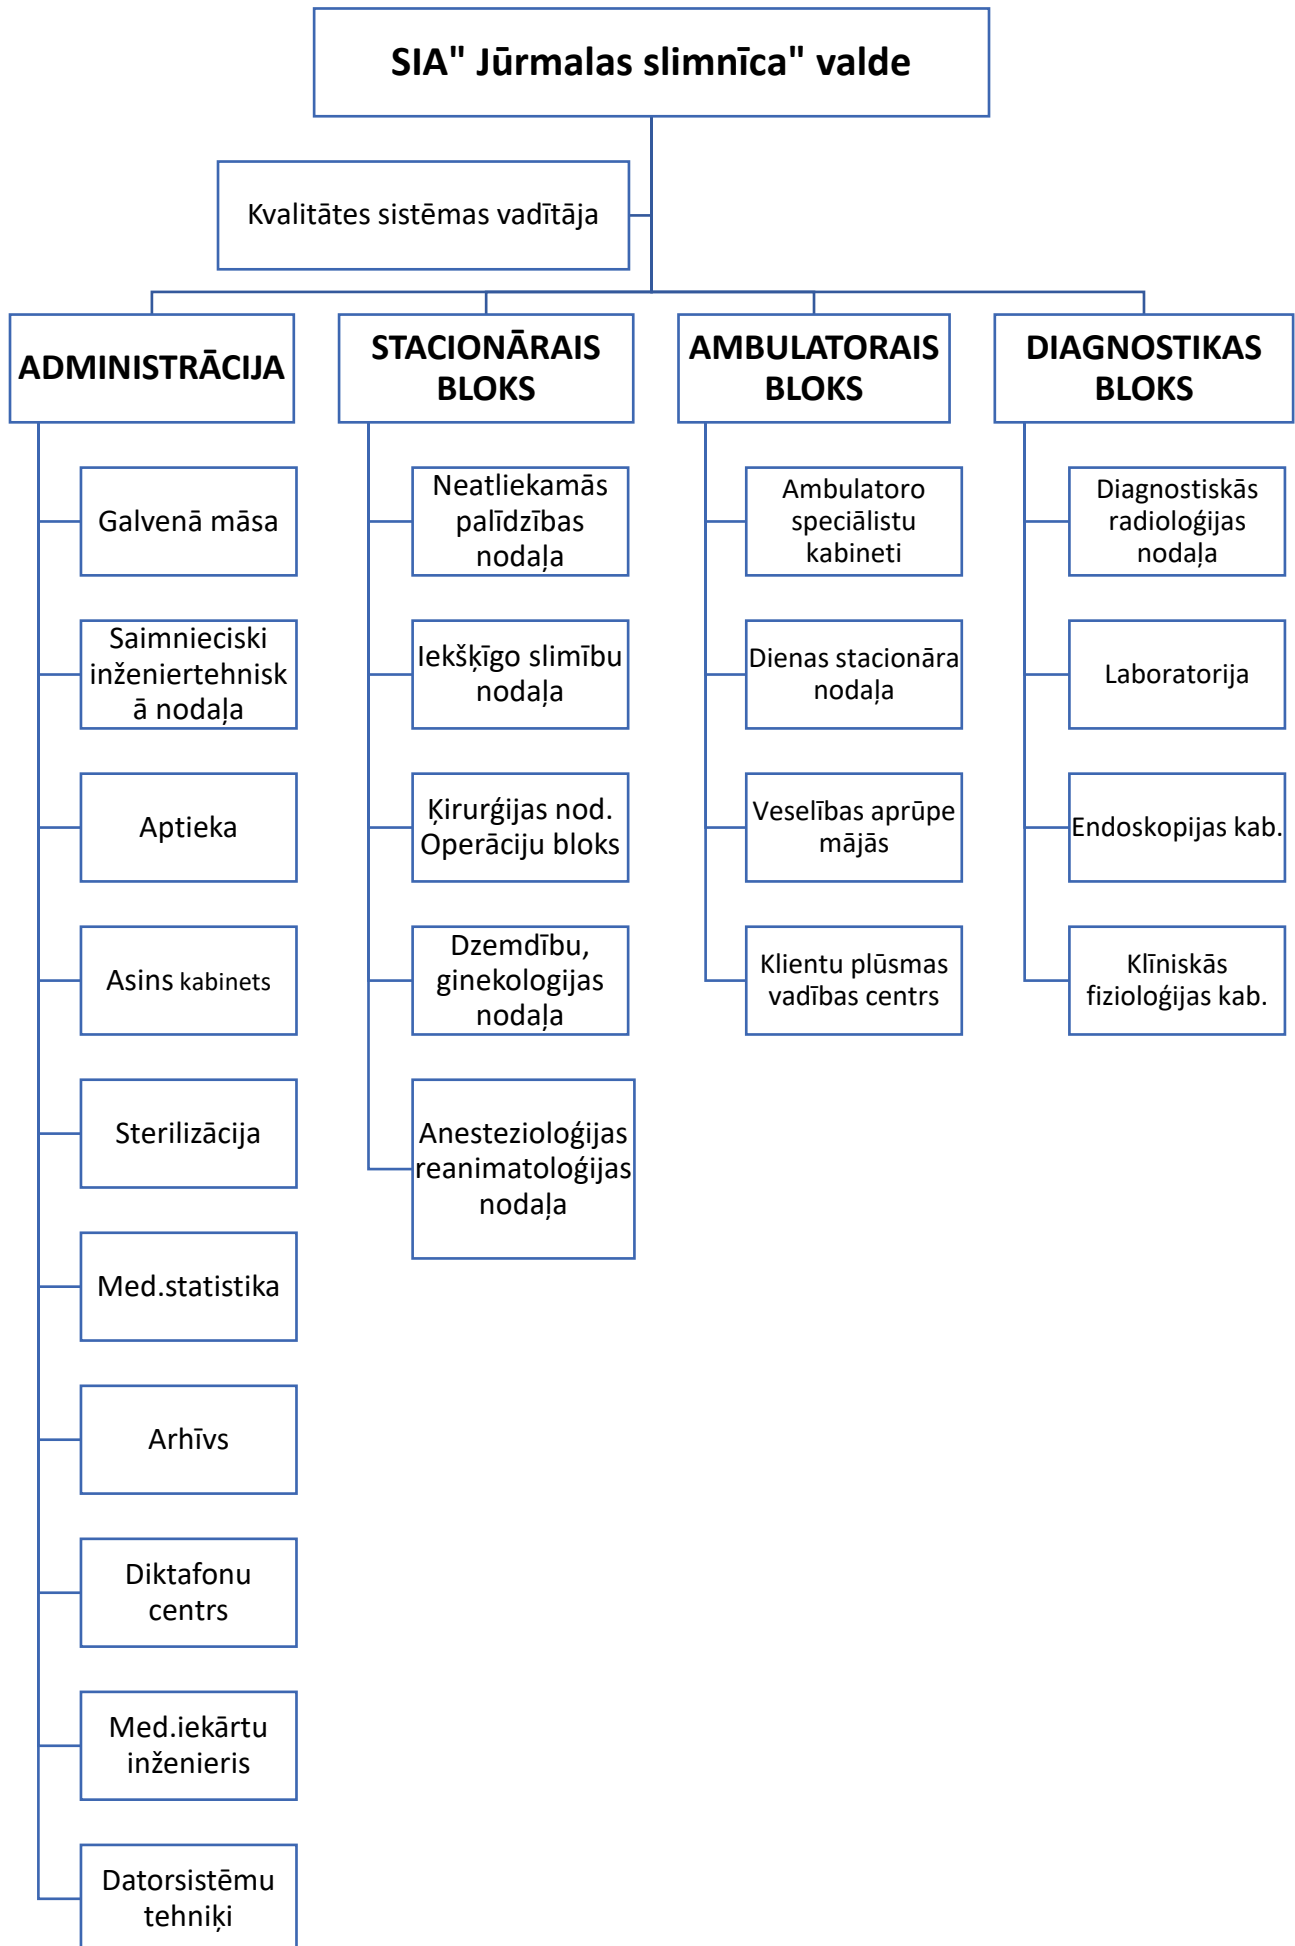 SIA" Jūrmalas slimnīca" valde
Kvalitātes sistēmas vadītāja
ADMINISTRĀCIJA
Galvenā māsa
Saimnieciski
inženiertehnisk
ā nodaļa
Aptieka
Asins kabinets
Sterilizācija
Med.statistika
Arhīvs
Diktafonu
centrs
Med.iekārtu
inženieris
Datorsistēmu
tehniķi
STACIONĀRAIS
BLOKS
Neatliekamās
palīdzības
nodaļa
Iekšķīgo slimību
nodaļa
Ķirurģijas nod.
Operāciju bloks
Dzemdību,
ginekologijas
nodaļa
Anestezioloģijas
reanimatoloģijas
nodaļa
AMBULATORAIS
BLOKS
Ambulatoro
speciālistu
kabineti
Dienas stacionāra
nodaļa
Veselības aprūpe
mājās
Klientu plūsmas
vadības centrs
DIAGNOSTIKAS
BLOKS
Diagnostiskās
radioloģijas
nodaļa
Laboratorija
Endoskopijas kab.
Klīniskās
fizioloģijas kab.